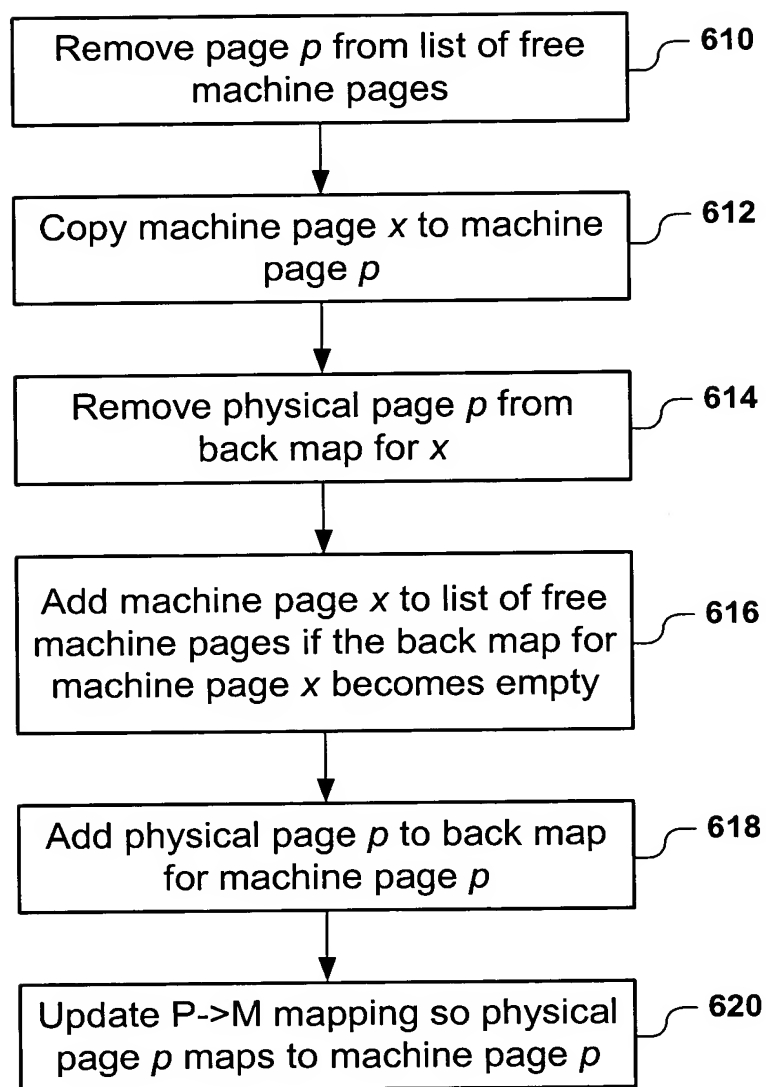 Remove page p from list of free
machine pages
610
Copy machine page x to machine
page p
612
Remove physical page p from
back map for x
614
Add machine page x to list of free
machine pages if the back map for
machine page x becomes empty
616
Add physical page p to back map
for machine page p
618
Update P->M mapping so physical
page p maps to machine page p
620